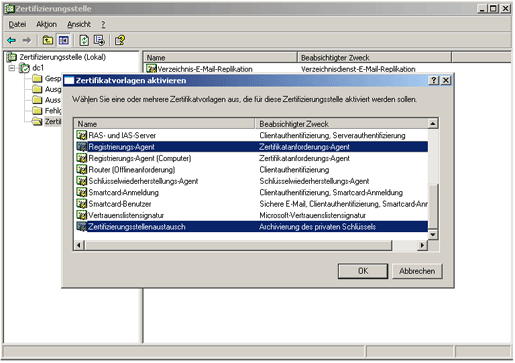 Zertifizierungsstelle
Datei Aktion Ansicht ?
Zertifizierungsstelle (Lokal)
dc1
Gesp
Ausg
Auss
Fehlg
Zertif
Name Beabsichtigter Zweck
Verzeichnis-E-Mail-Replikation Verzeichnisdienst-E-Mail-Replikation
Zertifikatvorlagen aktivieren
Wählen Sie eine oder mehrere Zertifikatvorlagen aus, die für diese Zertifizierungsstelle aktiviert werden sollen.
Name Beabsichtigter Zweck
RAS- und IAS-Server Clientauthentifizierung, Serverauthentifizierung
Registrierungs-Agent Zertifikatanforderungs-Agent
Registrierungs-Agent (Computer) Zertifikatanforderungs-Agent
Router (Offlineanforderung) Clientauthentifizierung
Schlüsselwiederherstellungs-Agent Schlüsselwiederherstellungs-Agent
Smartcard-Anmeldung Clientauthentifizierung, Smartcard-Anmeldung
Smartcard-Benutzer Sichere E-Mail, Clientauthentifizierung, Smartcard-Anr
Vertrauenslistensignatur Microsoft-Vertrauenslistensignatur
Zertifizierungsstellenaustausch Archivierung des privaten Schlüssels
OK Abbrechen